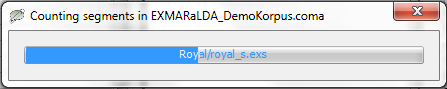 Counting segments in EXMARaLDA_DemoKorpus.coma
Royal/royal_s.exs